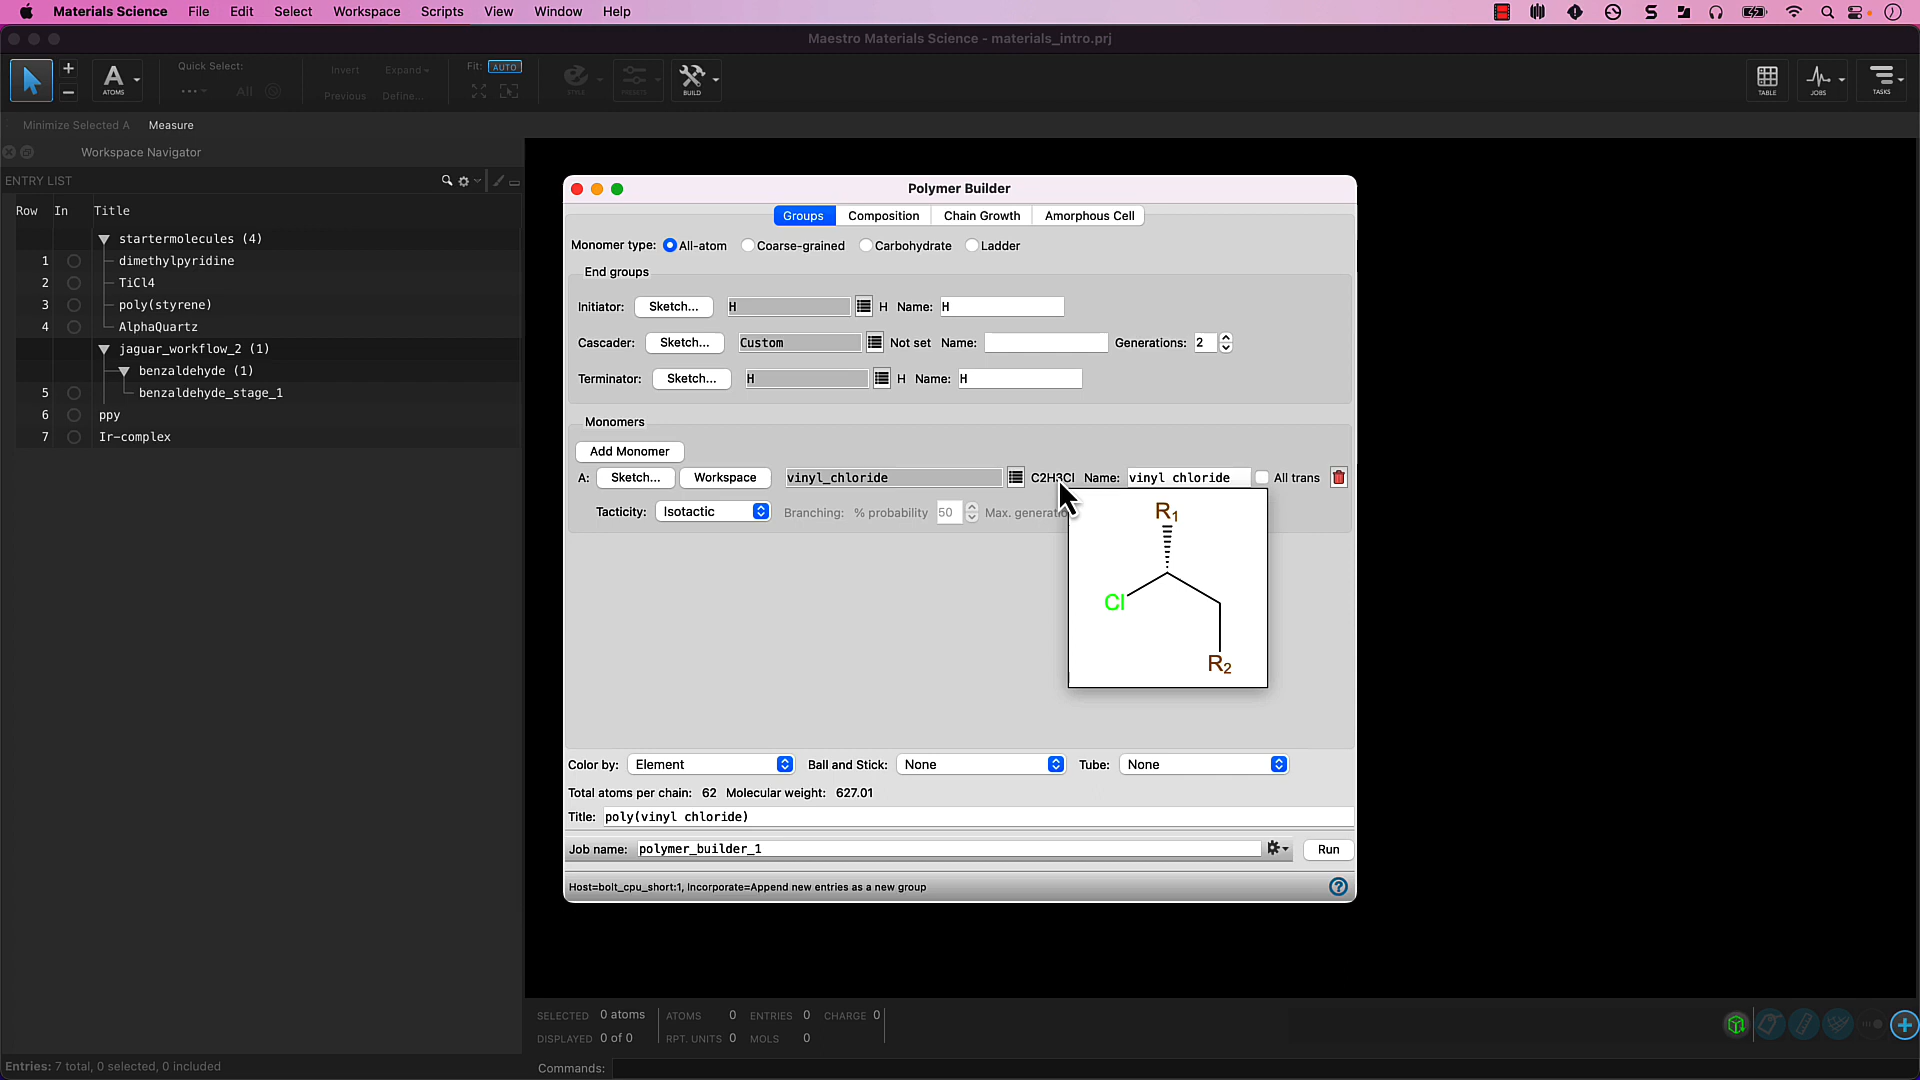 Materials Science File Edit Select Workspace Scripts View Window Help
Maestro Materials Science - materials_intro.prj
ATOMS
Quick Select:
All
Invert Expand
Previous Define...
Fit: AUTO
STYLE
PRESETS
BUILD
TABLE
JOBS
TASKS
Minimize Selected A Measure
Workspace Navigator
ENTRY LIST
Row In Title
startermolecules (4)
1 dimethylpyridine
2 TiCl4
3 poly(styrene)
4 AlphaQuartz
jaguar_workflow_2 (1)
benzaldehyde (1)
5 benzaldehyde_stage_1
6 ppy
7 Ir-complex
Entries: 7 total, 0 selected, 0 included
Polymer Builder
Groups Composition Chain Growth Amorphous Cell
Monomer type: All-atom Coarse-grained Carbohydrate Ladder
End groups
Initiator: Sketch... H H Name: H
Cascader: Sketch... Custom Not set Name: Generations: 2
Terminator: Sketch... H H Name: H
Monomers
Add Monomer
A: Sketch... Workspace vinyl_chloride C2H3Cl Name: vinyl chloride All trans
Tacticity: Isotactic Branching: % probability 50 Max. generatio
R1
Cl
R2
Color by: Element Ball and Stick: None Tube: None
Total atoms per chain: 62 Molecular weight: 627.01
Title: poly(vinyl chloride)
Job name: polymer_builder_1 Run
Host=bolt_cpu_short:1, Incorporate=Append new entries as a new group ?
SELECTED 0 atoms ATOMS 0 ENTRIES 0 CHARGE 0
DISPLAYED 0 of 0 RPT. UNITS 0 MOLS 0
Commands: